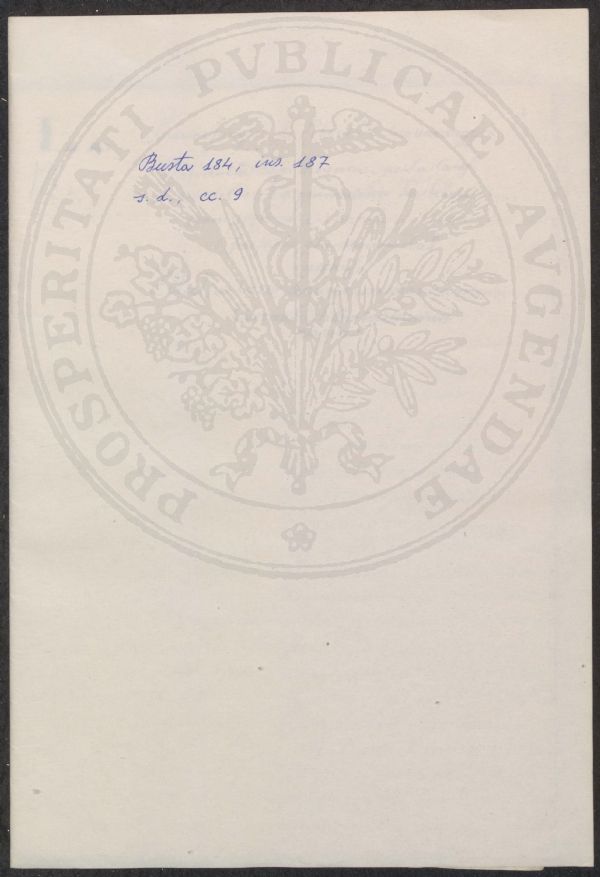 Busta 184, ins. 187
s. d., cc. 9
PROSPERITATI PVBLICAE AVGENDAE